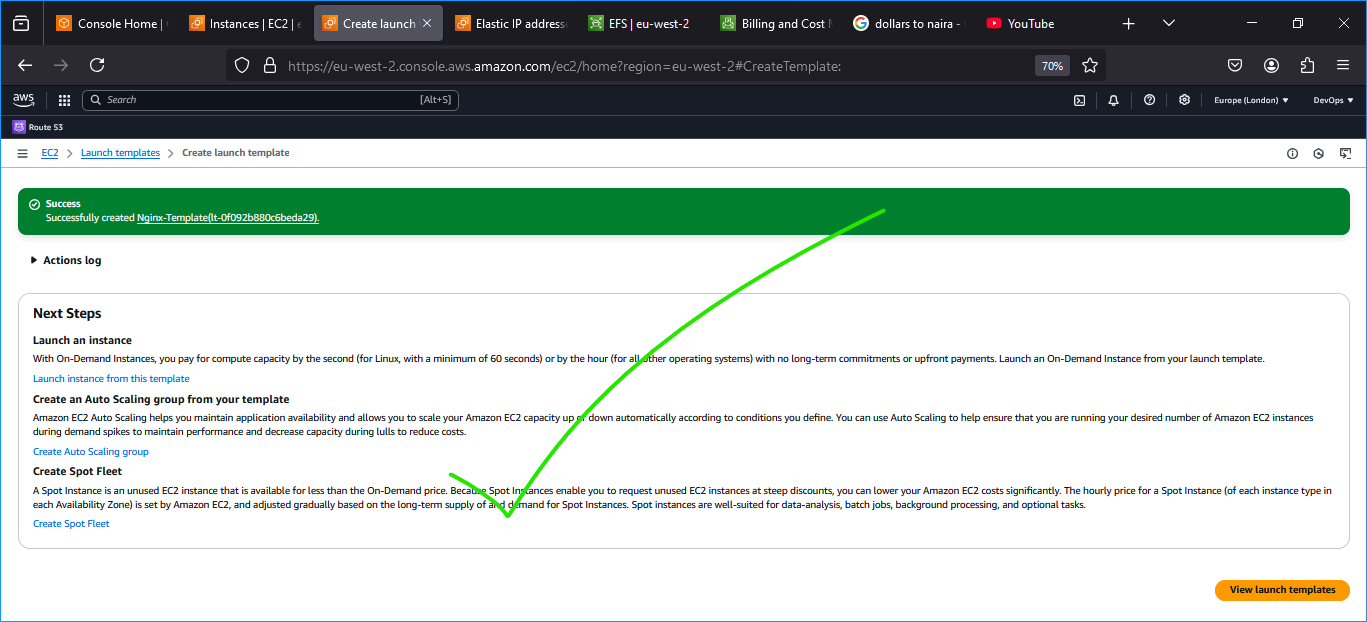 Console Home |
Instances | EC2 | e
Create launch
Elastic IP address
EFS | eu-west-2
Billing and Cost M
dollars to naira -
YouTube
https://eu-west-2.console.aws.amazon.com/ec2/home?region=eu-west-2#CreateTemplate:
70%
aws
Search
[Alt+S]
Europe (London)
DevOps
Route 53
EC2 > Launch templates > Create launch template
Success
Successfully created Nginx-Template(lt-0f092b880c6beda29).
Actions log
Next Steps
Launch an instance
With On-Demand Instances, you pay for compute capacity by the second (for Linux, with a minimum of 60 seconds) or by the hour (for all other operating systems) with no long-term commitments or upfront payments. Launch an On-Demand Instance from your launch template.
Launch instance from this template
Create an Auto Scaling group from your template
Amazon EC2 Auto Scaling helps you maintain application availability and allows you to scale your Amazon EC2 capacity up or down automatically according to conditions you define. You can use Auto Scaling to help ensure that you are running your desired number of Amazon EC2 instances
during demand spikes to maintain performance and decrease capacity during lulls to reduce costs.
Create Auto Scaling group
Create Spot Fleet
A Spot Instance is an unused EC2 instance that is available for less than the On-Demand price. Because Spot Instances enable you to request unused EC2 instances at steep discounts, you can lower your Amazon EC2 costs significantly. The hourly price for a Spot Instance (of each instance type in
each Availability Zone) is set by Amazon EC2, and adjusted gradually based on the long-term supply of and demand for Spot Instances. Spot instances are well-suited for data-analysis, batch jobs, background processing, and optional tasks.
Create Spot Fleet
View launch templates